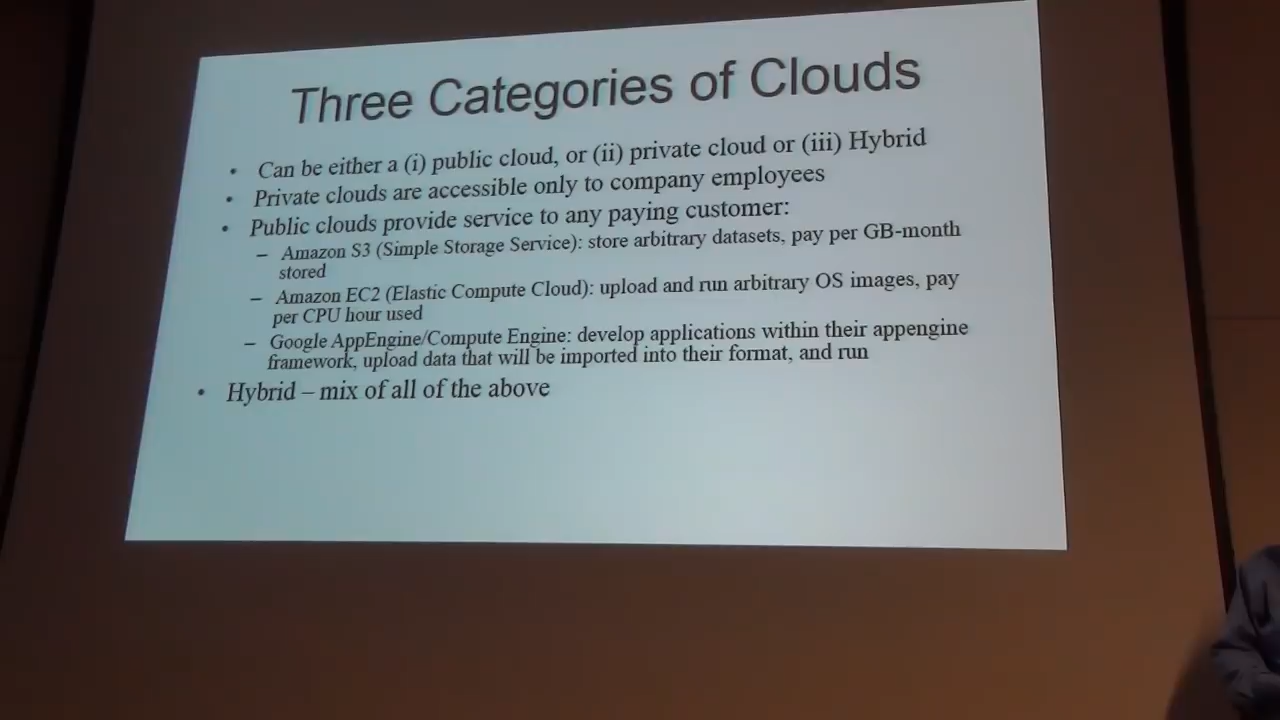 Three Categories of Clouds
• Can be either a (i) public cloud, or (ii) private cloud or (iii) Hybrid
• Private clouds are accessible only to company employees
• Public clouds provide service to any paying customer:
– Amazon S3 (Simple Storage Service): store arbitrary datasets, pay per GB-month
stored
– Amazon EC2 (Elastic Compute Cloud): upload and run arbitrary OS images, pay
per CPU hour used
– Google AppEngine/Compute Engine: develop applications within their appengine
framework, upload data that will be imported into their format, and run
• Hybrid – mix of all of the above